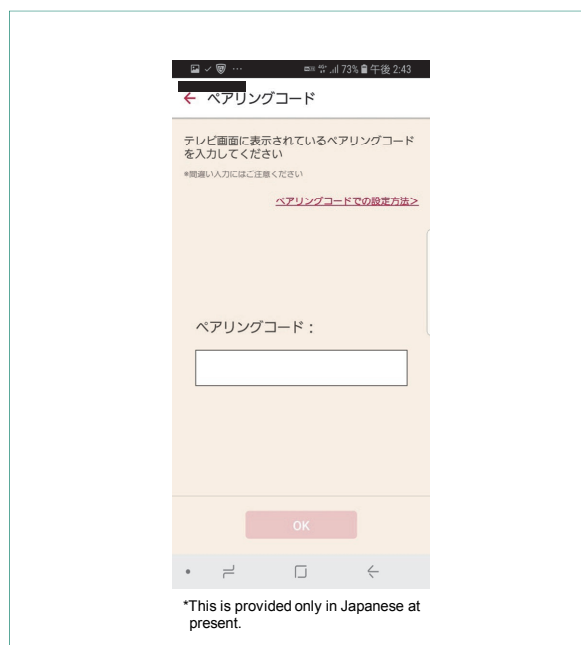 73% 午後 2:43
ペアリングコード
テレビ画面に表示されているペアリングコード
を入力してください
*間違い入力にはご注意ください
ペアリングコードでの設定方法>
ペアリングコード：
OK
*This is provided only in Japanese at
present.